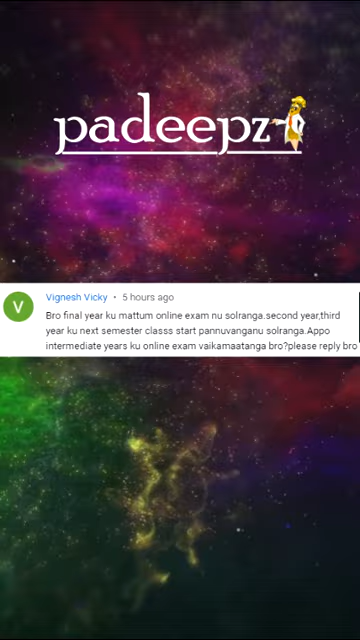 padeepz
V
Vignesh Vicky • 5 hours ago
Bro final year ku mattum online exam nu solranga.second year,third
year ku next semester classs start pannuvanganu solranga.Appo
intermediate years ku online exam vaikamaatanga bro?please reply bro